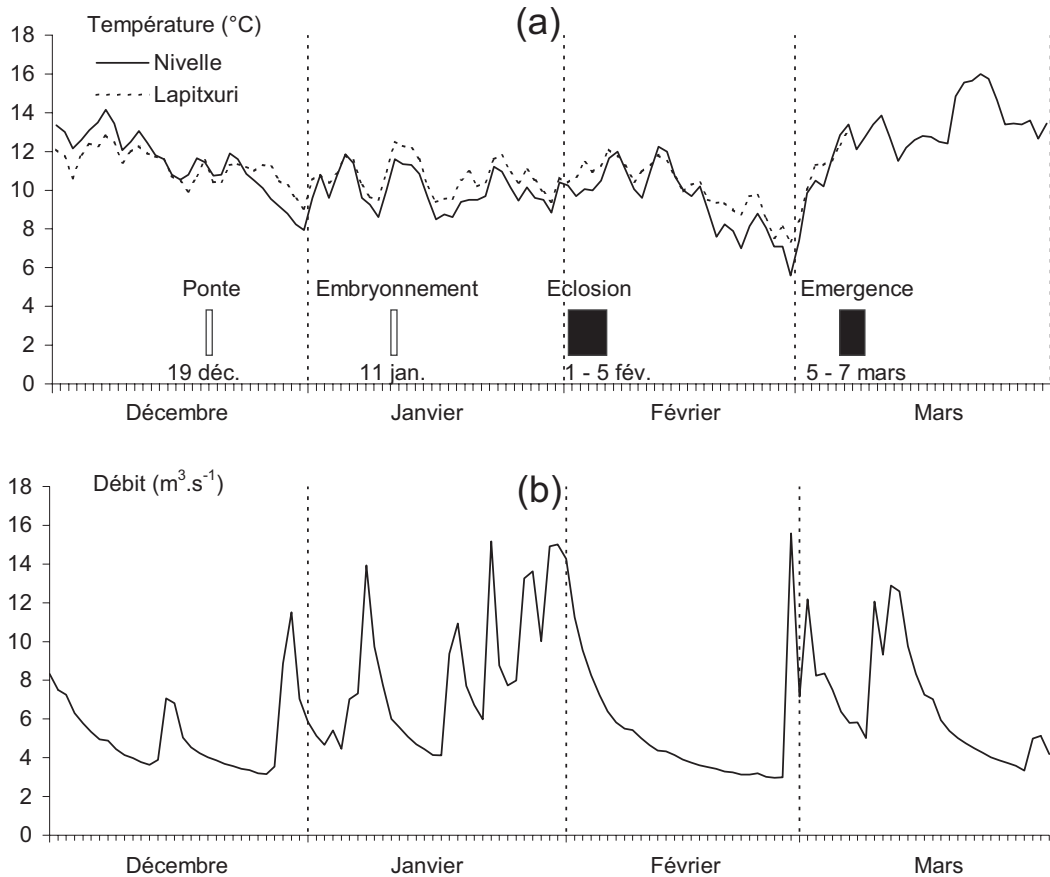 Température (°C)
(a)
Nivelle
Lapitxuri
18
16
14
12
10
8
6
4
2
0
Ponte
Embryonnement
Eclosion
Emergence
19 déc.
11 jan.
1 - 5 fév.
5 - 7 mars
Décembre
Janvier
Février
Mars
Débit (m³.s⁻¹)
(b)
18
16
14
12
10
8
6
4
2
0
Décembre
Janvier
Février
Mars